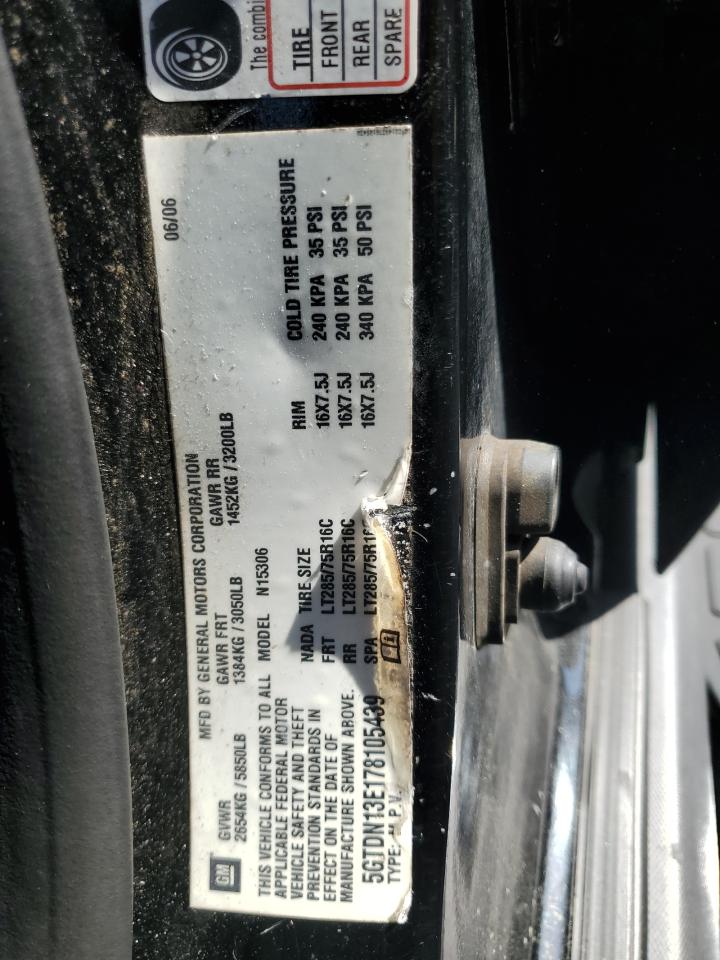 The combi
TIRE
FRONT
REAR
SPARE
06/06
MFD BY GENERAL MOTORS CORPORATION
GM
GVWR GAWR FRT GAWR RR
2654KG / 5850LB 1384KG / 3050LB 1452KG / 3200LB
THIS VEHICLE CONFORMS TO ALL
APPLICABLE FEDERAL MOTOR
VEHICLE SAFETY AND THEFT
PREVENTION STANDARDS IN
EFFECT ON THE DATE OF
MANUFACTURE SHOWN ABOVE.
5GTDN13E178105439
TYPE: M.P.V.
MODEL N15306
NADA TIRE SIZE RIM COLD TIRE PRESSURE
FRT LT285/75R16C 16X7.5J 240 KPA 35 PSI
RR LT285/75R16C 16X7.5J 240 KPA 35 PSI
SPA LT285/75R16C 16X7.5J 340 KPA 50 PSI